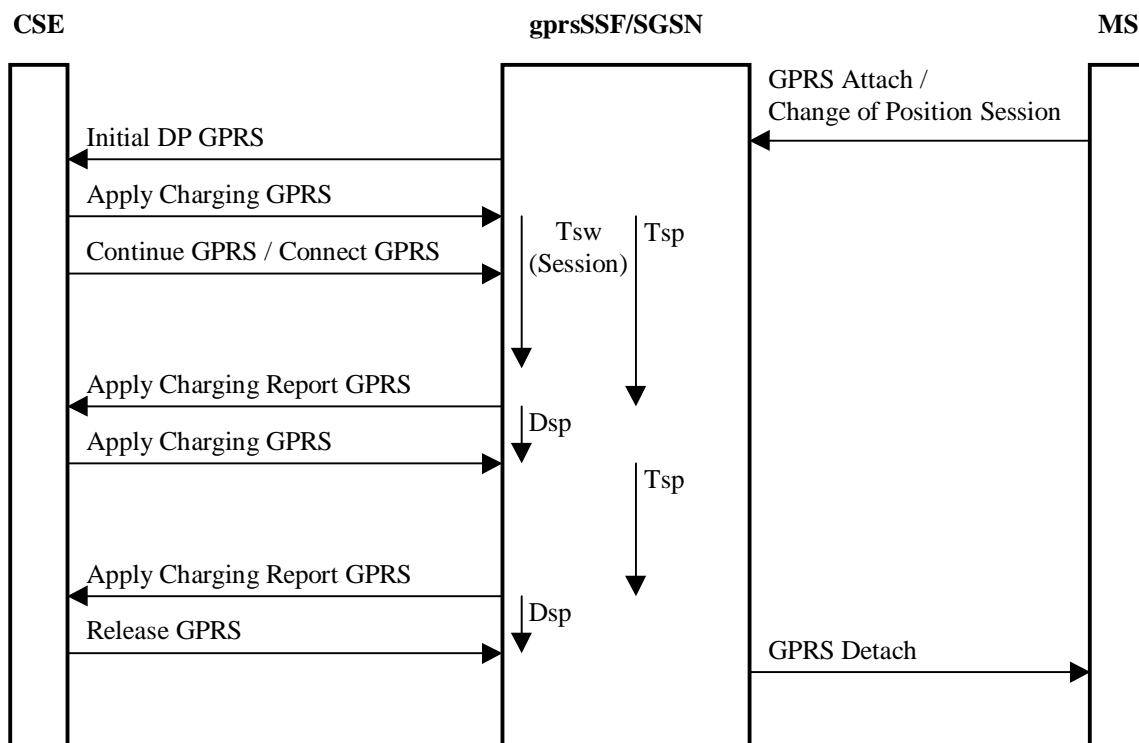 CSE
gprsSSF/SGSN
MS
GPRS Attach /
Change of Position Session
Initial DP GPRS
Apply Charging GPRS
Tsw
(Session)
Tsp
Continue GPRS / Connect GPRS
Apply Charging Report GPRS
Dsp
Apply Charging GPRS
Tsp
Apply Charging Report GPRS
Dsp
Release GPRS
GPRS Detach